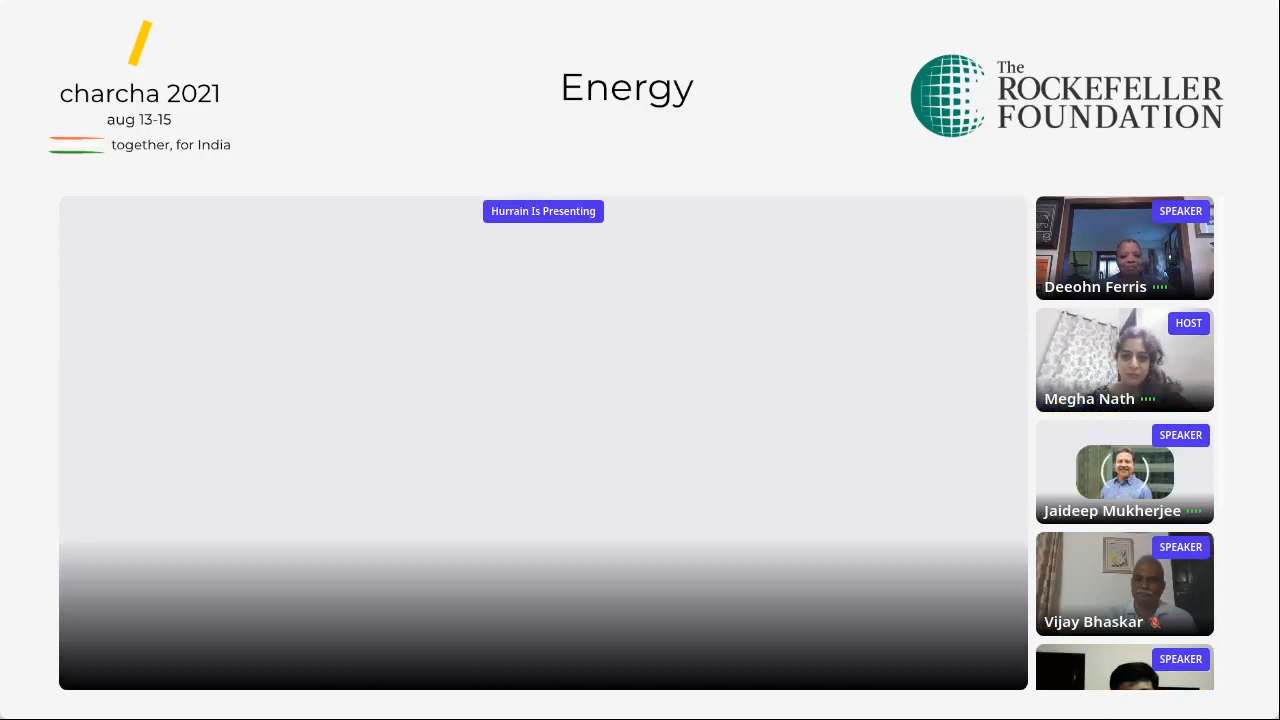 charcha 2021
aug 13-15
together, for India
Energy
The
ROCKEFELLER
FOUNDATION
Hurrain Is Presenting
SPEAKER
Deeohn Ferris
HOST
Megha Nath
SPEAKER
Jaideep Mukherjee
SPEAKER
Vijay Bhaskar
SPEAKER